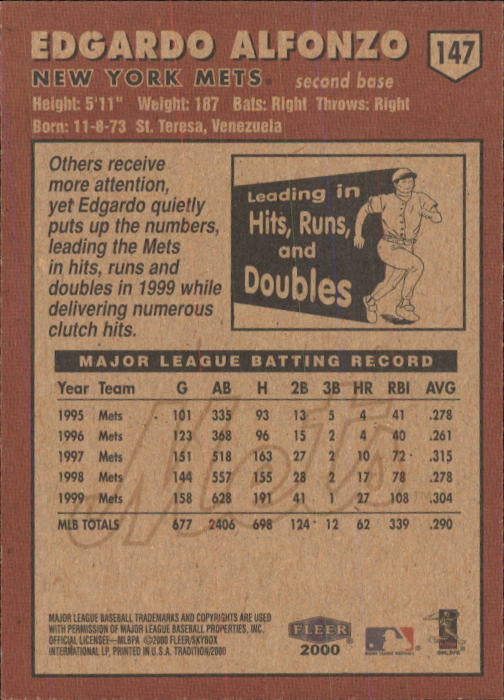 EDGARDO ALFONZO
147
NEW YORK METS® second base
Height: 5'11" Weight: 187 Bats: Right Throws: Right
Born: 11-8-73 St. Teresa, Venezuela
Others receive
more attention,
yet Edgardo quietly
puts up the numbers,
leading the Mets
in hits, runs and
doubles in 1999 while
delivering numerous
clutch hits.
Leading in
Hits, Runs,
and
Doubles
MAJOR LEAGUE BATTING RECORD
Year Team G AB H 2B 3B HR RBI AVG
1995 Mets 101 335 93 13 5 4 41 .278
1996 Mets 123 368 96 15 2 4 40 .261
1997 Mets 151 518 163 27 2 10 72 .315
1998 Mets 144 557 155 28 2 17 78 .278
1999 Mets 158 628 191 41 1 27 108 .304
MLB TOTALS 677 2406 698 124 12 62 339 .290
Mets
MAJOR LEAGUE BASEBALL TRADEMARKS AND COPYRIGHTS ARE USED
WITH PERMISSION OF MAJOR LEAGUE BASEBALL PROPERTIES, INC.
OFFICIAL LICENSEE—MLBPA ©2000 FLEER/SKYBOX
INTERNATIONAL LP, PRINTED IN U.S.A. TRADITION/2000
FLEER
2000